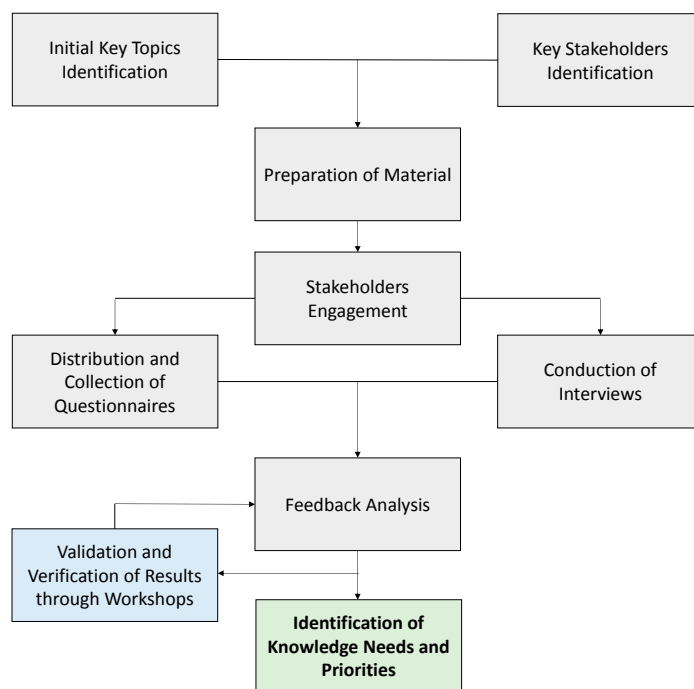 Initial Key Topics
Identification
Key Stakeholders
Identification
Preparation of Material
Stakeholders
Engagement
Distribution and
Collection of
Questionnaires
Conduction of
Interviews
Feedback Analysis
Validation and
Verification of Results
through Workshops
Identification of
Knowledge Needs and
Priorities